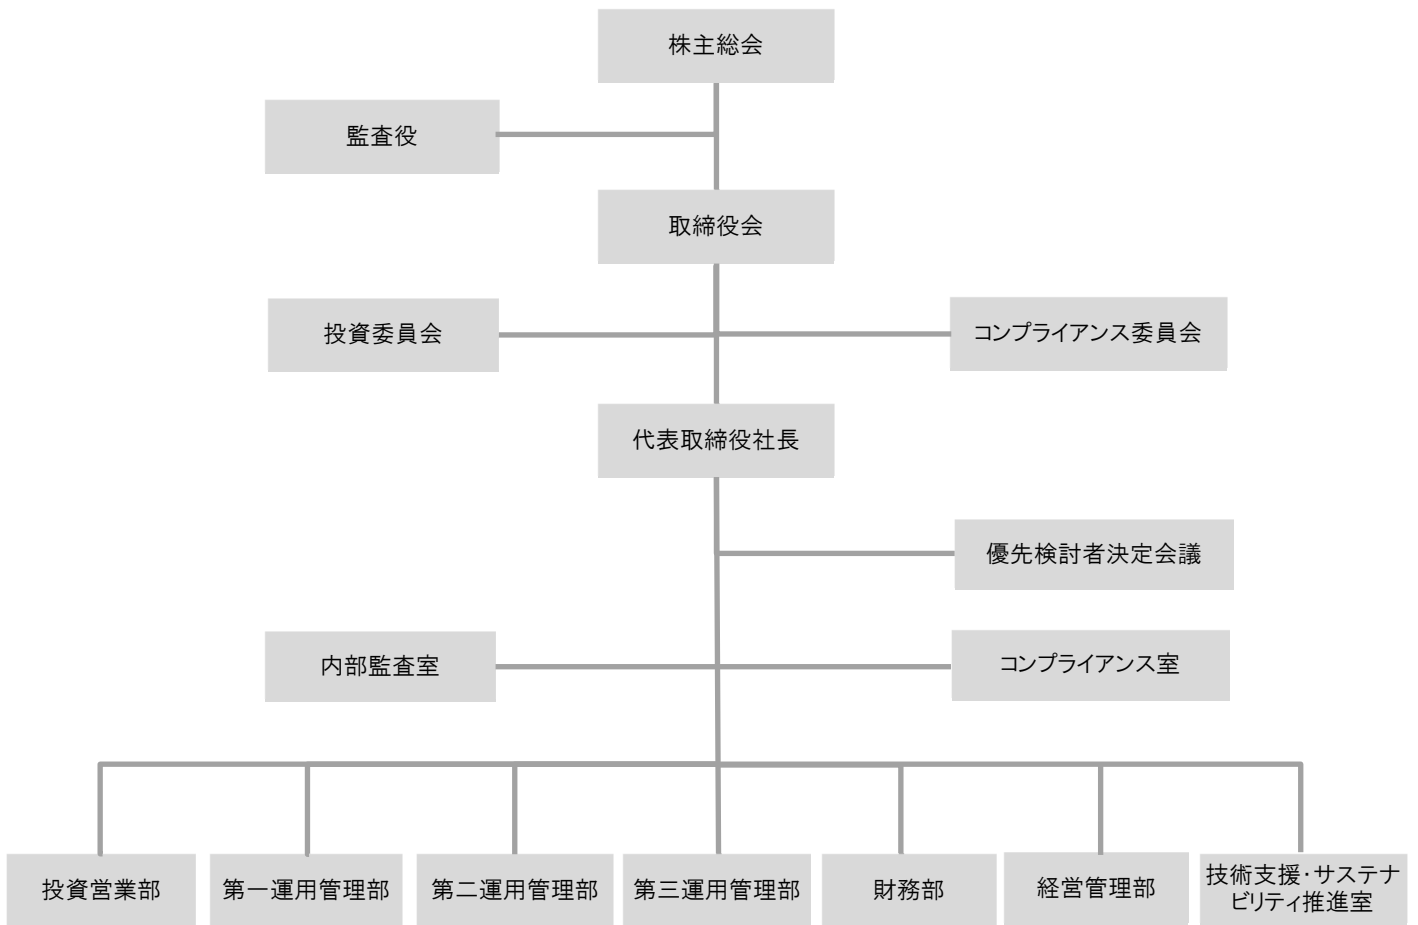 株主総会
監査役
取締役会
投資委員会
コンプライアンス委員会
代表取締役社長
優先検討者決定会議
内部監査室
コンプライアンス室
投資営業部
第一運用管理部
第二運用管理部
第三運用管理部
財務部
経営管理部
技術支援・サステナ
ビリティ推進室